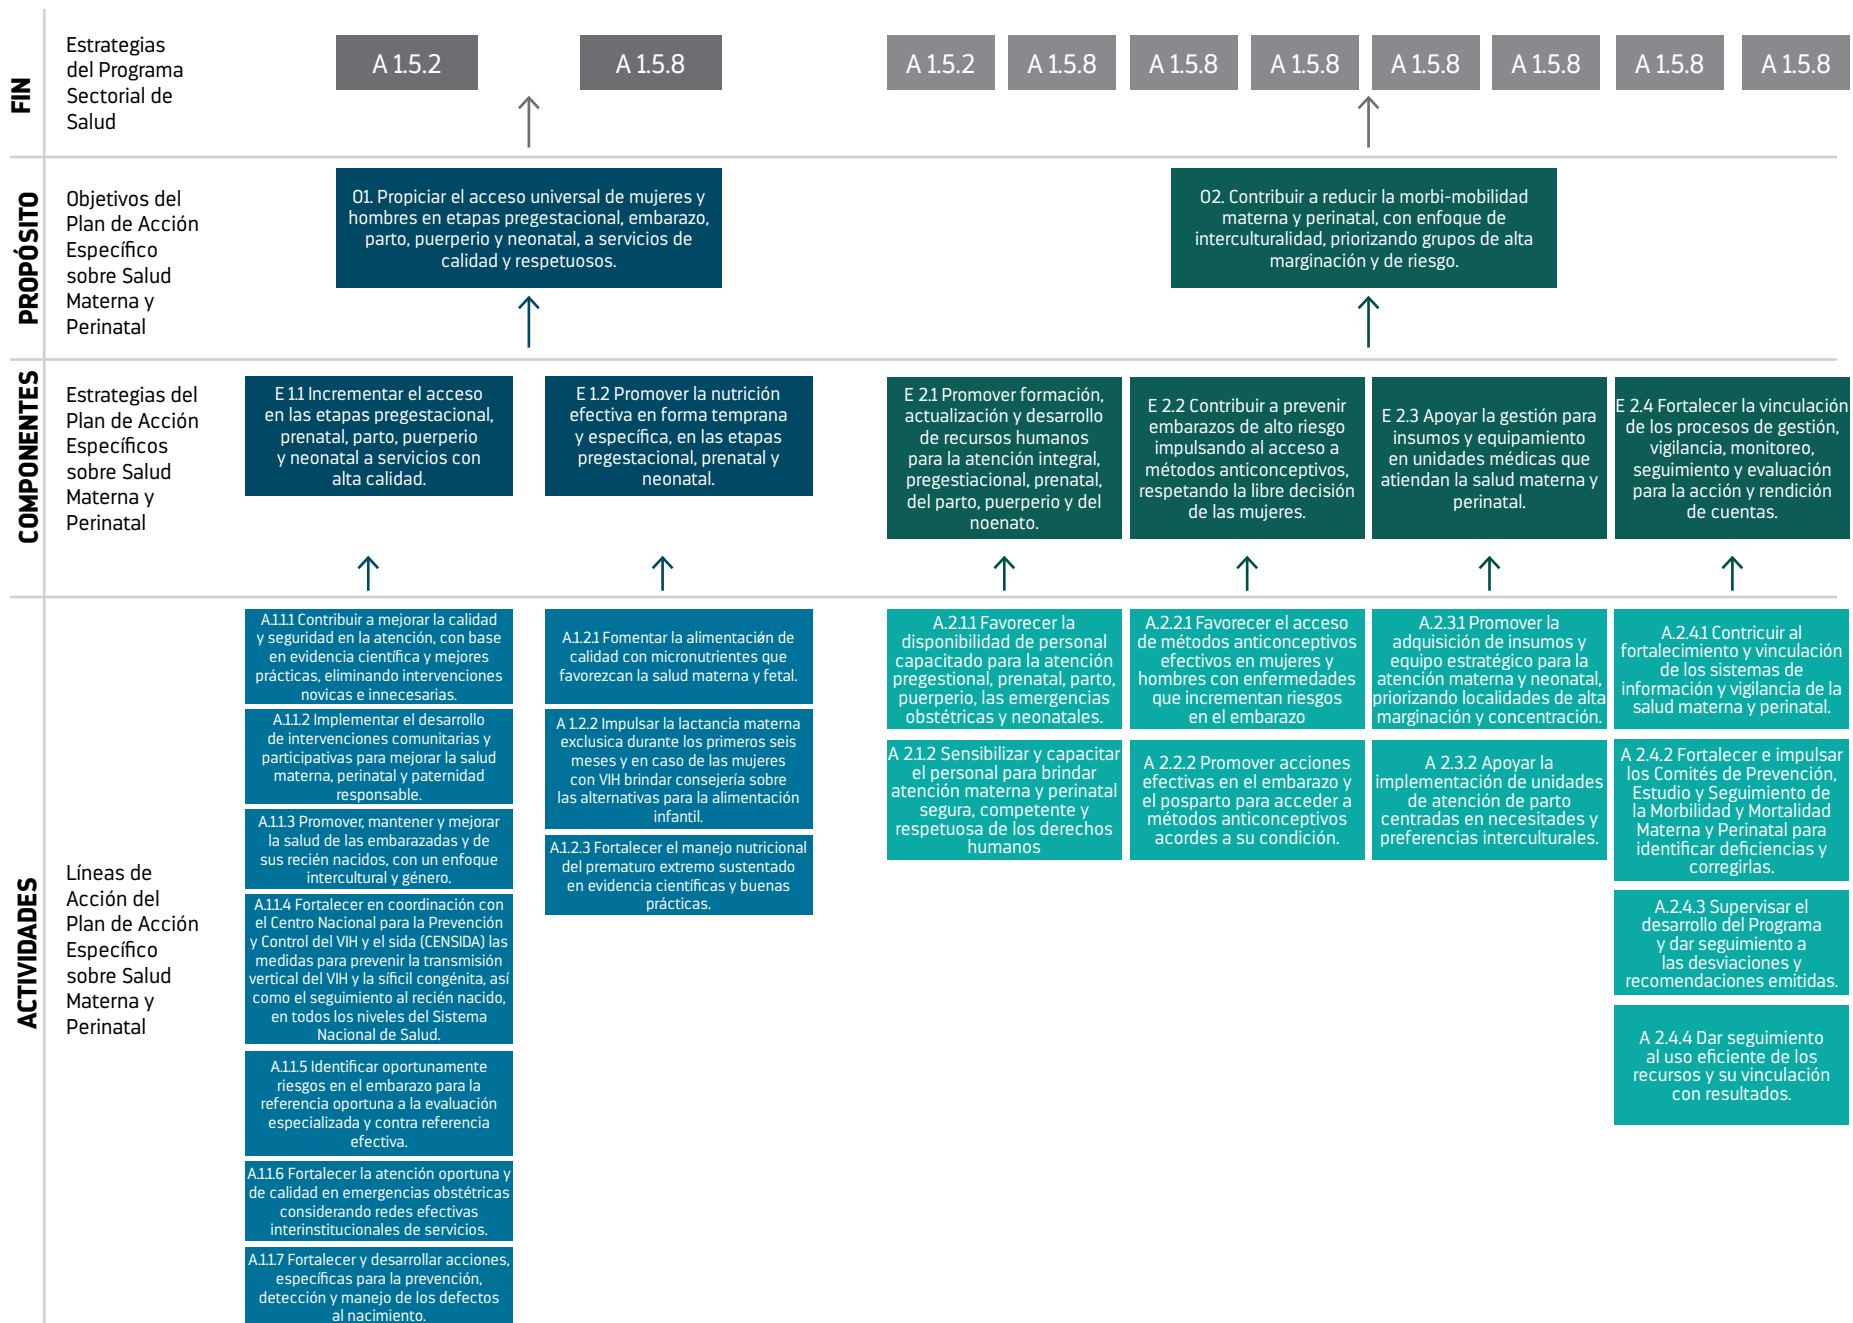 FIN
Estrategias
del Programa
Sectorial de
Salud
A 1.5.2
A 1.5.8
A 1.5.2
A 1.5.8
A 1.5.8
A 1.5.8
A 1.5.8
A 1.5.8
A 1.5.8
A 1.5.8
PROPÓSITO
Objetivos del
Plan de Acción
Específico
sobre Salud
Materna y
Perinatal
O1. Propiciar el acceso universal de mujeres y
hombres en etapas pregestacional, embarazo,
parto, puerperio y neonatal, a servicios de
calidad y respetuosos.
O2. Contribuir a reducir la morbi-mobilidad
materna y perinatal, con enfoque de
interculturalidad, priorizando grupos de alta
marginación y de riesgo.
COMPONENTES
Estrategias del
Plan de Acción
Específicos
sobre Salud
Materna y
Perinatal
E 1.1 Incrementar el acceso
en las etapas pregestacional,
prenatal, parto, puerperio
y neonatal a servicios con
alta calidad.
E 1.2 Promover la nutrición
efectiva en forma temprana
y específica, en las etapas
pregestacional, prenatal y
neonatal.
E 2.1 Promover formación,
actualización y desarrollo
de recursos humanos
para la atención integral,
pregestiacional, prenatal,
del parto, puerperio y del
noenato.
E 2.2 Contribuir a prevenir
embarazos de alto riesgo
impulsando al acceso a
métodos anticonceptivos,
respetando la libre decisión
de las mujeres.
E 2.3 Apoyar la gestión para
insumos y equipamiento
en unidades médicas que
atiendan la salud materna y
perinatal.
E 2.4 Fortalecer la vinculación
de los procesos de gestión,
vigilancia, monitoreo,
seguimiento y evaluación
para la acción y rendición
de cuentas.
ACTIVIDADES
Líneas de
Acción del
Plan de Acción
Específico
sobre Salud
Materna y
Perinatal
A.1.1.1 Contribuir a mejorar la calidad
y seguridad en la atención, con base
en evidencia científica y mejores
prácticas, eliminando intervenciones
novicas e innecesarias.
A.1.1.2 Implementar el desarrollo
de intervenciones comunitarias y
participativas para mejorar la salud
materna, perinatal y paternidad
responsable.
A.1.1.3 Promover, mantener y mejorar
la salud de las embarazadas y de
sus recién nacidos, con un enfoque
intercultural y género.
A.1.1.4 Fortalecer en coordinación con
el Centro Nacional para la Prevención
y Control del VIH y el sida (CENSIDA) las
medidas para prevenir la transmisión
vertical del VIH y la síficil congénita, así
como el seguimiento al recién nacido,
en todos los niveles del Sistema
Nacional de Salud.
A.1.1.5 Identificar oportunamente
riesgos en el embarazo para la
referencia oportuna a la evaluación
especializada y contra referencia
efectiva.
A.1.1.6 Fortalecer la atención oportuna y
de calidad en emergencias obstétricas
considerando redes efectivas
interinstitucionales de servicios.
A.1.1.7 Fortalecer y desarrollar acciones,
específicas para la prevención,
detección y manejo de los defectos
al nacimiento.
A.1.2.1 Fomentar la alimentación de
calidad con micronutrientes que
favorezcan la salud materna y fetal.
A 1.2.2 Impulsar la lactancia materna
exclusica durante los primeros seis
meses y en caso de las mujeres
con VIH brindar consejería sobre
las alternativas para la alimentación
infantil.
A.1.2.3 Fortalecer el manejo nutricional
del prematuro extremo sustentado
en evidencia científicas y buenas
prácticas.
A.2.1.1 Favorecer la
disponibilidad de personal
capacitado para la atención
pregestional, prenatal, parto,
puerperio, las emergencias
obstétricas y neonatales.
A 2.1.2 Sensibilizar y capacitar
el personal para brindar
atención materna y perinatal
segura, competente y
respetuosa de los derechos
humanos
A.2.2.1 Favorecer el acceso
de métodos anticonceptivos
efectivos en mujeres y
hombres con enfermedades
que incrementan riesgos
en el embarazo
A 2.2.2 Promover acciones
efectivas en el embarazo y
el posparto para acceder a
métodos anticonceptivos
acordes a su condición.
A.2.3.1 Promover la
adquisición de insumos y
equipo estratégico para la
atención materna y neonatal,
priorizando localidades de alta
marginación y concentración.
A.2.3.2 Apoyar la
implementación de unidades
de atención de parto
centradas en necesitades y
preferencias interculturales.
A.2.4.1 Contricuir al
fortalecimiento y vinculación
de los sistemas de
información y vigilancia de la
salud materna y perinatal.
A 2.4.2 Fortalecer e impulsar
los Comités de Prevención,
Estudio y Seguimiento de
la Morbilidad y Mortalidad
Materna y Perinatal para
identificar deficiencias y
corregirlas.
A.2.4.3 Supervisar el
desarrollo del Programa
y dar seguimiento a
las desviaciones y
recomendaciones emitidas.
A 2.4.4 Dar seguimiento
al uso eficiente de los
recursos y su vinculación
con resultados.